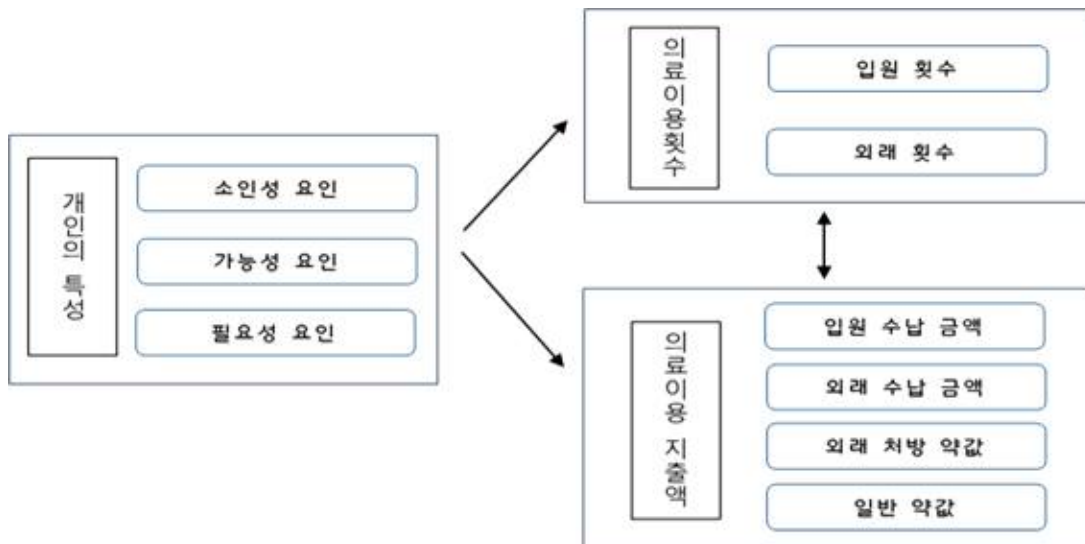 개인의 특성
소인성 요인
가능성 요인
필요성 요인
의료이용횟수
입원 횟수
외래 횟수
의료이용 지출액
입원 수납 금액
외래 수납 금액
외래 처방 약값
일반 약값